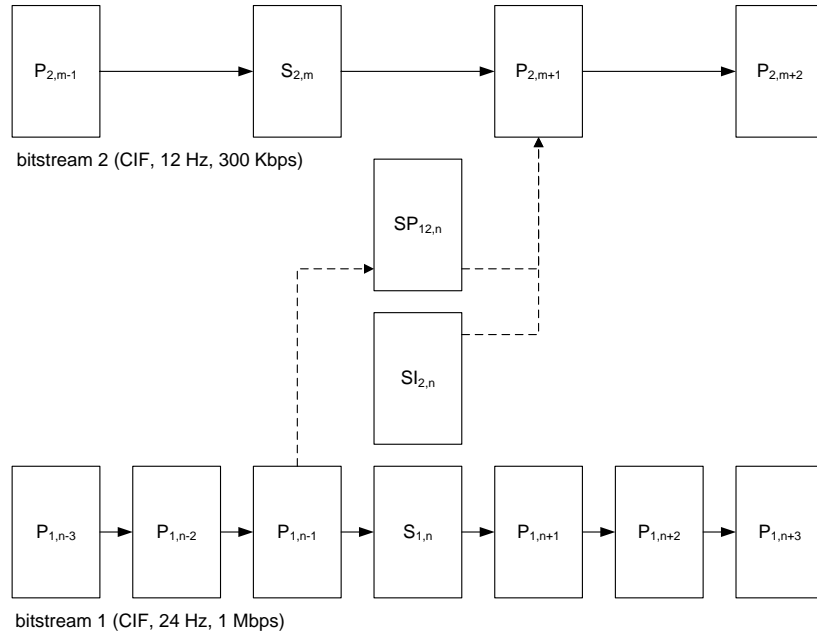 P2,m-1 S2,m P2,m+1 P2,m+2
bitstream 2 (CIF, 12 Hz, 300 Kbps)
SP12,n
SI2,n
P1,n-3 P1,n-2 P1,n-1 S1,n P1,n+1 P1,n+2 P1,n+3
bitstream 1 (CIF, 24 Hz, 1 Mbps)